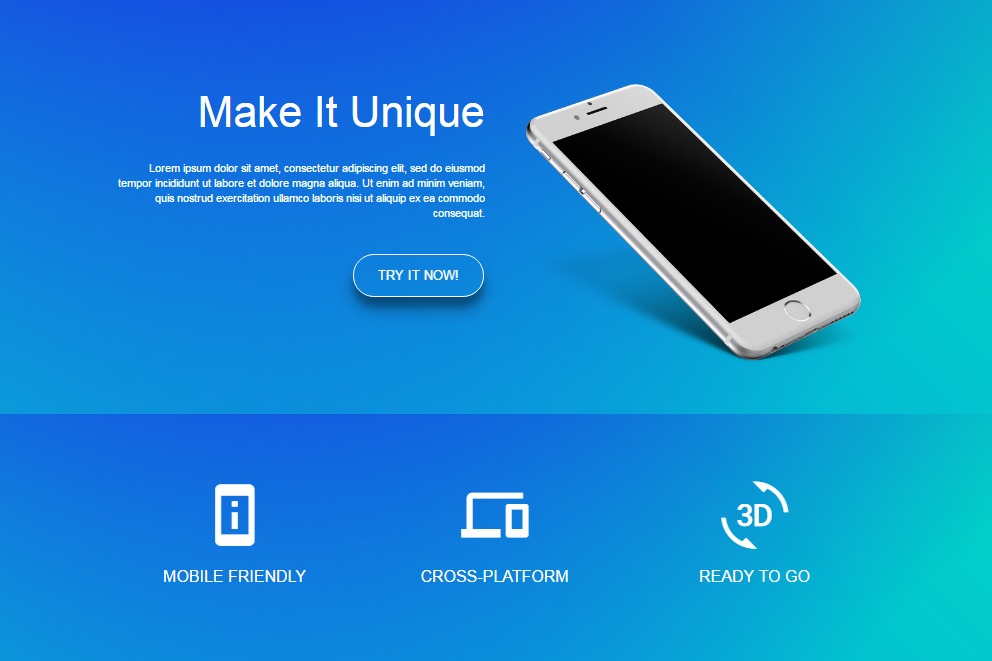 Make It Unique
Lorem ipsum dolor sit amet, consectetur adipiscing elit, sed do eiusmod
tempor incididunt ut labore et dolore magna aliqua. Ut enim ad minim veniam,
quis nostrud exercitation ullamco laboris nisi ut aliquip ex ea commodo
consequat.
TRY IT NOW!
3D
MOBILE FRIENDLY
CROSS-PLATFORM
READY TO GO